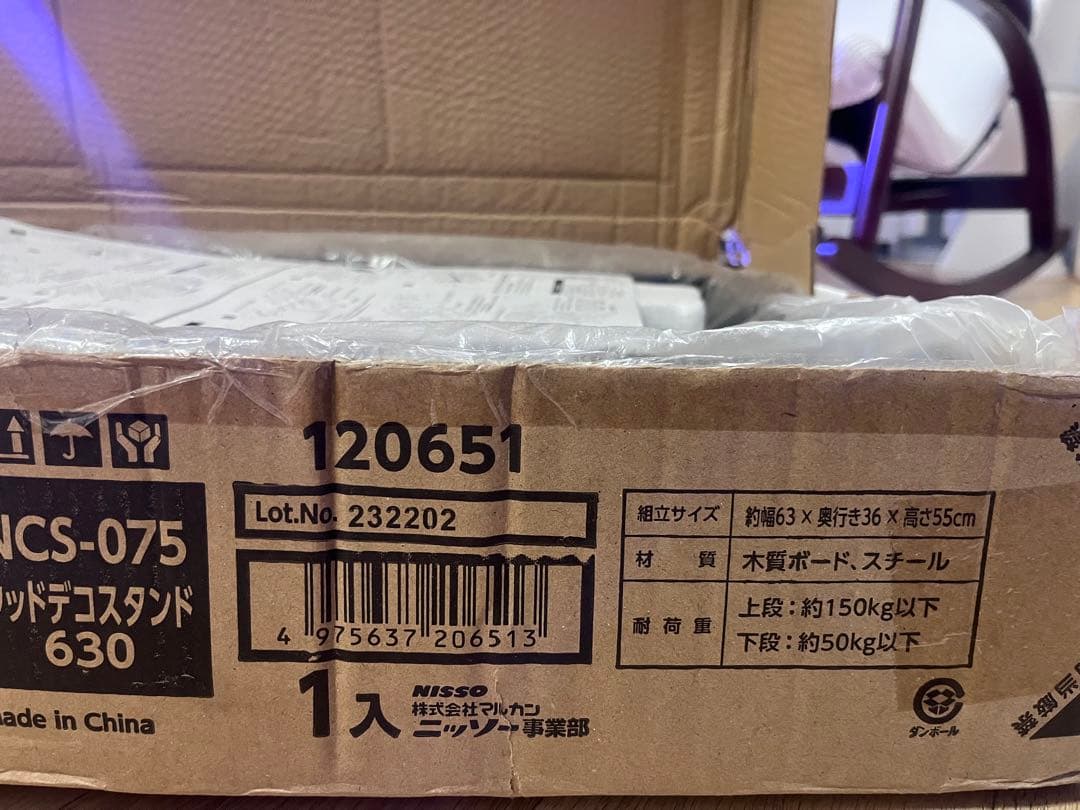 120651
Lot.No. 232202
NCS-075
ッドデコスタンド
630
4 975637 206513
組立サイズ 約幅63×奥行き36×高さ55cm
材質 木質ボード、スチール
耐荷重 上段:約150kg以下
下段:約50kg以下
ade in China
1入
NISSO
株式会社マルカン
ニッソー事業部
ダンボール